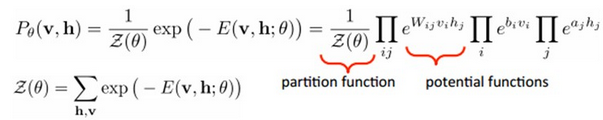 P_θ(v, h) = 1/Z(θ) exp ( − E(v, h; θ)) = 1/Z(θ) ∏_{ij} e^{W_{ij} v_i h_j} ∏_i e^{b_i v_i} ∏_j e^{a_j h_j}
partition function potential functions
Z(θ) = ∑_{h,v} exp ( − E(v, h; θ))